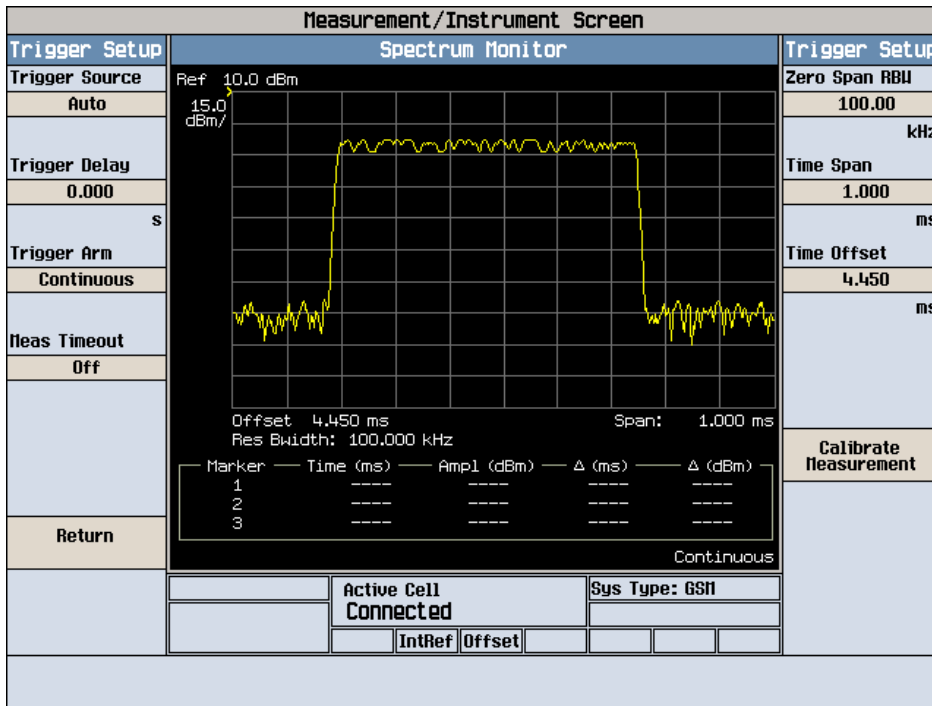 Measurement/Instrument Screen
Trigger Setup
Trigger Source
Auto
Trigger Delay
0.000
s
Trigger Arm
Continuous
Meas Timeout
Off
Return
Spectrum Monitor
Ref 10.0 dBm
15.0
dBm/
Offset 4.450 ms Span: 1.000 ms
Res Bwidth: 100.000 kHz
Marker Time (ms) Ampl (dBm) Δ (ms) Δ (dBm)
1 ---- ---- ---- ----
2 ---- ---- ---- ----
3 ---- ---- ---- ----
Continuous
Active Cell
Connected
Sys Type: GSM
IntRef Offset
Trigger Setup
Zero Span RBW
100.00
kHz
Time Span
1.000
ms
Time Offset
4.450
ms
Calibrate
Measurement